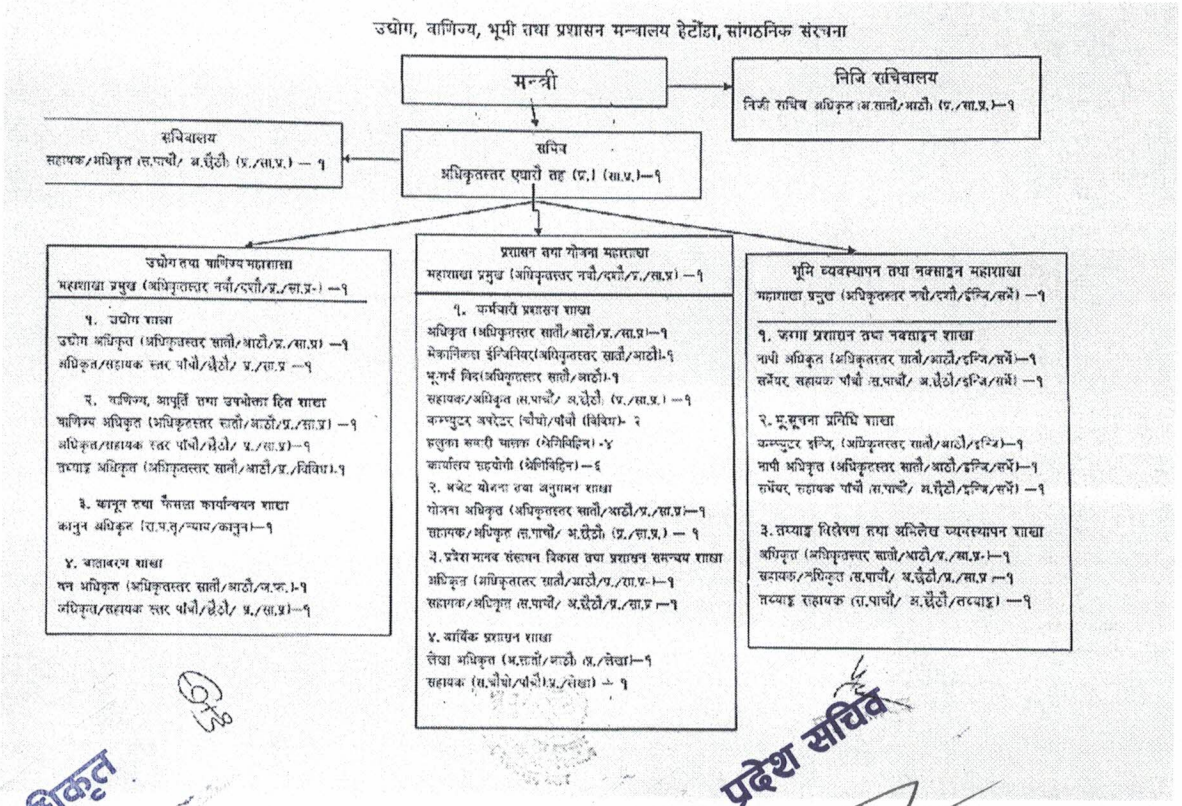 उद्योग, वाणिज्य, भूमी तथा प्रशासन मन्त्रालय हेटौंडा, सांगठनिक संरचना
मन्त्री
निजि सचिवालय
निजी सचिव अधिकृत (अ.सातौ/आठौ) (प्र./सा.प्र.)–१
सचिवालय
सहायक/अधिकृत (स.पाचौ/ अ.छैठौ) (प्र./सा.प्र.) – १
सचिव
अधिकृतस्तर एघारौ तह (प्र.) (सा.प्र.)–१
उद्योग तथा वाणिज्य महाशाखा
महाशाखा प्रमुख (अधिकृतस्तर नवौ/दशौ/प्र./सा.प्र.) –१
१. उद्योग शाखा
उद्योग अधिकृत (अधिकृतस्तर सातौ/आठौ/प्र./सा.प्र) –१
अधिकृत/सहायक स्तर पाँचौ/छैठौ/ प्र./सा.प्र –१
२. वाणिज्य, आपूर्ति तथा उपभोक्ता हित शाखा
वाणिज्य अधिकृत (अधिकृतस्तर सातौ/आठौ/प्र./सा.प्र) –१
अधिकृत/सहायक स्तर पाँचौ/छैठौ/ प्र./सा.प्र)–१
तथ्याङ्क अधिकृत (अधिकृतस्तर सातौ/आठौ/प्र./विविध).१
३. कानून तथा फैसला कार्यान्वयन शाखा
कानुन अधिकृत (रा.प.तृ/न्याय/कानुन)–१
४. वातावरण शाखा
वन अधिकृत (अधिकृतस्तर सातौ/आठौ/ज.फ.)-१
अधिकृत/सहायक स्तर पाँचौ/छैठौ/ प्र./सा.प्र)–१
प्रशासन तथा योजना महाशाखा
महाशाखा प्रमुख (अधिकृतस्तर नवौ/दशौ/प्र./सा.प्र) –१
१. कर्मचारी प्रशासन शाखा
अधिकृत (अधिकृतस्तर सातौ/आठौ/प्र./सा.प्र)–१
मेकानिकल ईन्जिनियर(अधिकृतस्तर सातौ/आठौ)-१
भू-गर्भ विद(अधिकृतस्तर सातौ/आठौ)-१
सहायक/अधिकृत (स.पाचौ/ अ.छैठौ) (प्र./सा.प्र.) –१
कम्प्युटर अपरेटर (चौथो/पाँचौ (विविध)- २
हलुका सवारी चालक (श्रेणिविहिन) -४
कार्यालय सहयोगी (श्रेणिविहिन)–६
२. बजेट योजना तथा अनुगमन शाखा
योजना अधिकृत (अधिकृतस्तर सातौ/आठौ/प्र./सा.प्र)–१
सहायक/अधिकृत (स.पाचौ/ अ.छैठौ) (प्र./सा.प्र.) – १
३. प्रदेश मानव संसाधन विकास तथा प्रशासन समन्वय शाखा
अधिकृत (अधिकृतस्तर सातौ/आठौ/प्र./सा.प्र.)–१
सहायक/अधिकृत (स.पाचौ/ अ.छैठौ/प्र./सा.प्र )–१
४. आर्थिक प्रशासन शाखा
लेखा अधिकृत (अ.सातौ/आठौ) (प्र./लेखा)–१
सहायक (स.चौथो/पाँचौ).प्र./लेखा) – १
भूमि व्यवस्थापन तथा नक्साङ्कन महाशाखा
महाशाखा प्रमुख (अधिकृतस्तर नवौ/दशौ/ईन्जि/सर्भे) –१
१. जग्गा प्रशासन तथा नक्साङ्कन शाखा
नापी अधिकृत (अधिकृतस्तर सातौ/आठौ/इन्जि/सर्भे)–१
सर्भेयर, सहायक पाँचौ (स.पाचौ/ अ.छैठौ/इन्जि/सर्भे) –१
२. भू-सूचना प्रविधि शाखा
कम्प्युटर इन्जि, (अधिकृतस्तर सातौ/आठौ/इन्जि)–१
नापी अधिकृत (अधिकृतस्तर सातौ/आठौ/इन्जि/सर्भे)–१
सर्भेयर, सहायक पाँचौ (स.पाचौ/ अ.छैठौ/इन्जि/सर्भे) –१
३. तथ्याङ्क विश्लेषण तथा अभिलेख व्यवस्थापन शाखा
अधिकृत (अधिकृतस्तर सातौ/आठौ/प्र./सा.प्र.)–१
सहायक/अधिकृत (स.पाचौ/ अ.छैठौ/प्र./सा.प्र )–१
तथ्याङ्क सहायक (स.पाचौ/ अ.छैठौ/तथ्याङ्क) –१
प्रदेश सचिव